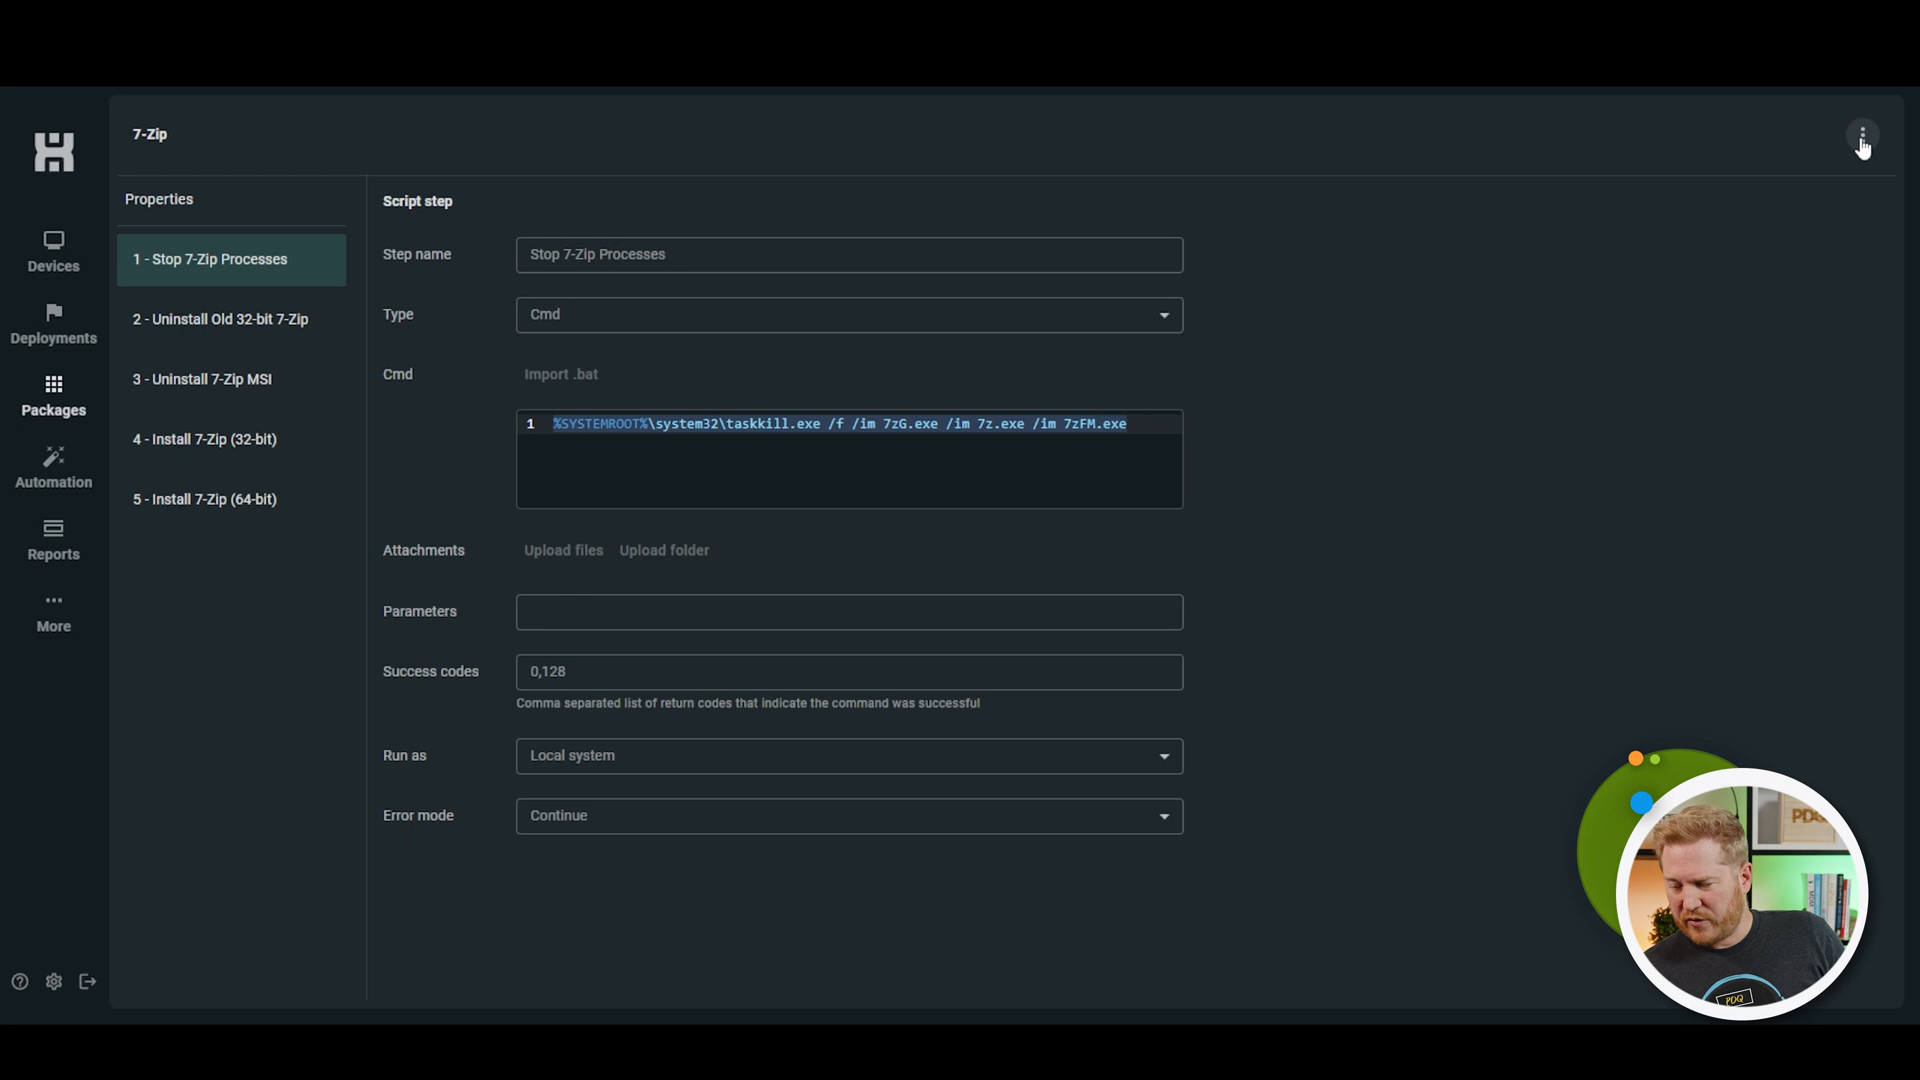 7-Zip
Devices
Deployments
Packages
Automation
Reports
More
Properties
1 - Stop 7-Zip Processes
2 - Uninstall Old 32-bit 7-Zip
3 - Uninstall 7-Zip MSI
4 - Install 7-Zip (32-bit)
5 - Install 7-Zip (64-bit)
Script step
Step name
Stop 7-Zip Processes
Type
Cmd
Cmd
Import .bat
1 %SYSTEMROOT%\system32\taskkill.exe /f /im 7zG.exe /im 7z.exe /im 7zFM.exe
Attachments
Upload files Upload folder
Parameters
Success codes
0,128
Comma separated list of return codes that indicate the command was successful
Run as
Local system
Error mode
Continue
PDQ